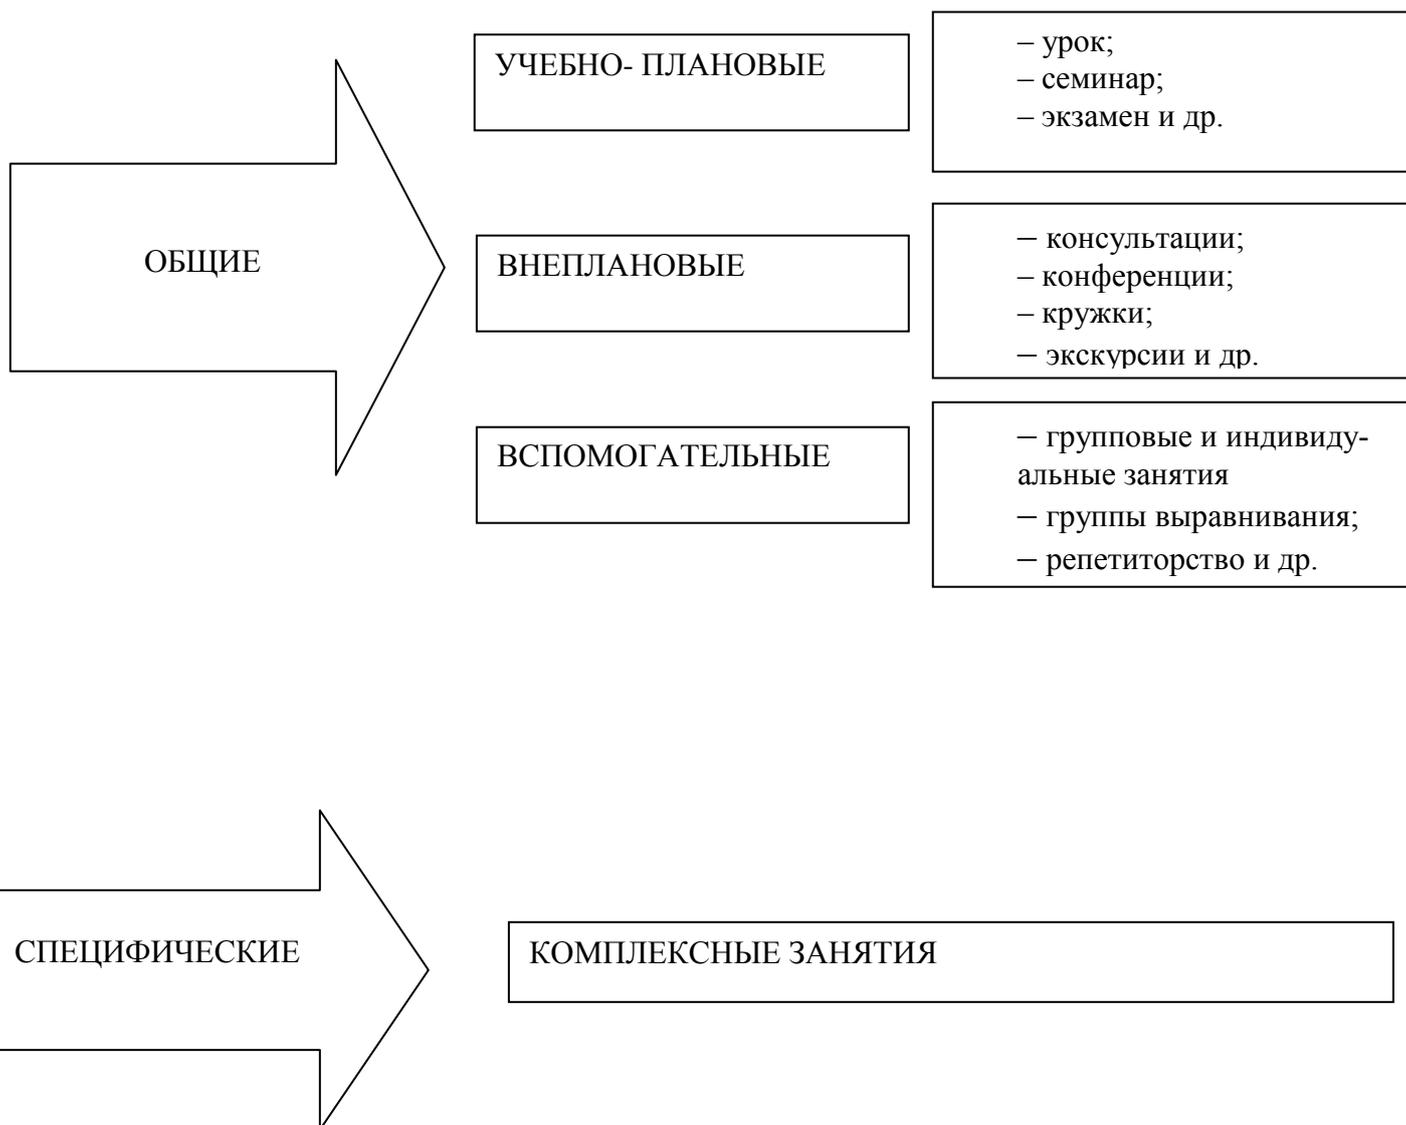 ОБЩИЕ
УЧЕБНО- ПЛАНОВЫЕ
– урок;
– семинар;
– экзамен и др.
ВНЕПЛАНОВЫЕ
– консультации;
– конференции;
– кружки;
– экскурсии и др.
ВСПОМОГАТЕЛЬНЫЕ
– групповые и индивиду-
альные занятия
– группы выравнивания;
– репетиторство и др.
СПЕЦИФИЧЕСКИЕ
КОМПЛЕКСНЫЕ ЗАНЯТИЯ